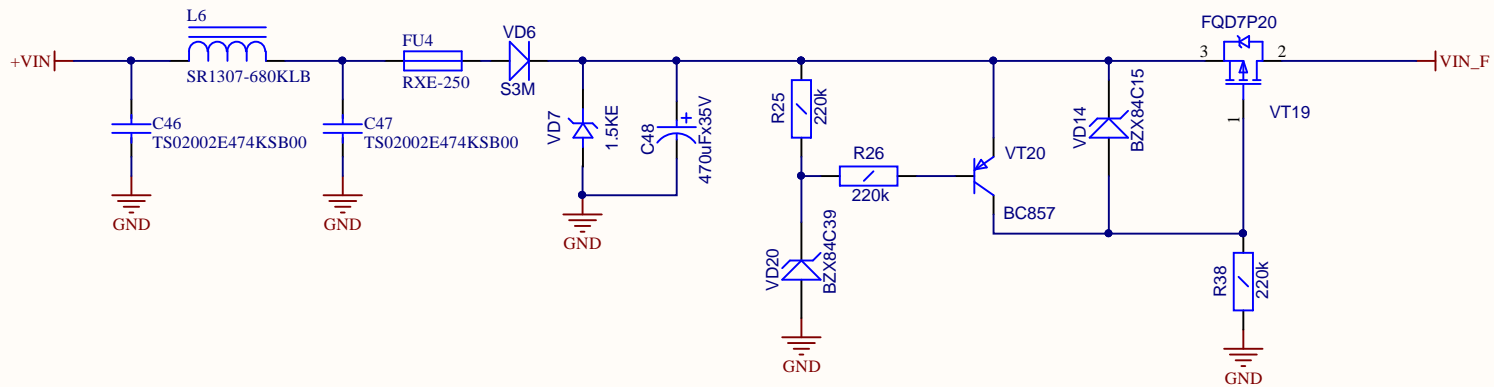 L6
SR1307-680KLB
+VIN
C46
TS02002E474KSB00
GND
C47
TS02002E474KSB00
GND
FU4
RXE-250
VD6
S3M
VD7
1.5KE
C48
+
470uFx35V
GND
R25
220k
R26
220k
VD20
BZX84C39
GND
VT20
BC857
VD14
BZX84C15
FQD7P20
3
2
1
VT19
VIN_F
R38
220k
GND